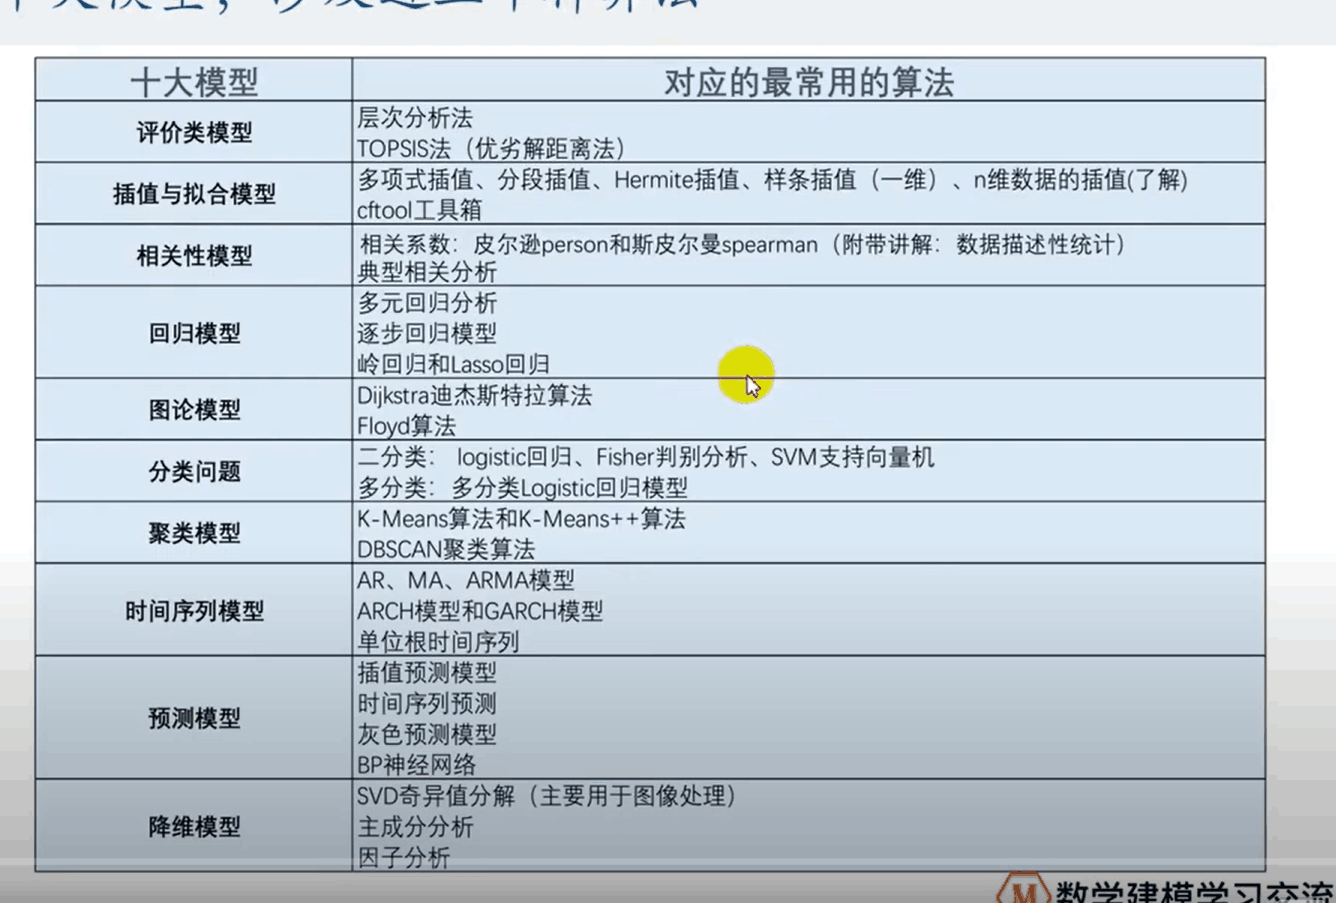 十大模型
对应的最常用的算法
评价类模型
层次分析法
TOPSIS法（优劣解距离法）
插值与拟合模型
多项式插值、分段插值、Hermite插值、样条插值（一维）、n维数据的插值(了解)
cftool工具箱
相关性模型
相关系数：皮尔逊person和斯皮尔曼spearman（附带讲解：数据描述性统计）
典型相关分析
回归模型
多元回归分析
逐步回归模型
岭回归和Lasso回归
图论模型
Dijkstra迪杰斯特拉算法
Floyd算法
分类问题
二分类： logistic回归、Fisher判别分析、SVM支持向量机
多分类：多分类Logistic回归模型
聚类模型
K-Means算法和K-Means++算法
DBSCAN聚类算法
时间序列模型
AR、MA、ARMA模型
ARCH模型和GARCH模型
单位根时间序列
预测模型
插值预测模型
时间序列预测
灰色预测模型
BP神经网络
降维模型
SVD奇异值分解（主要用于图像处理）
主成分分析
因子分析
M 数学建模学习交流